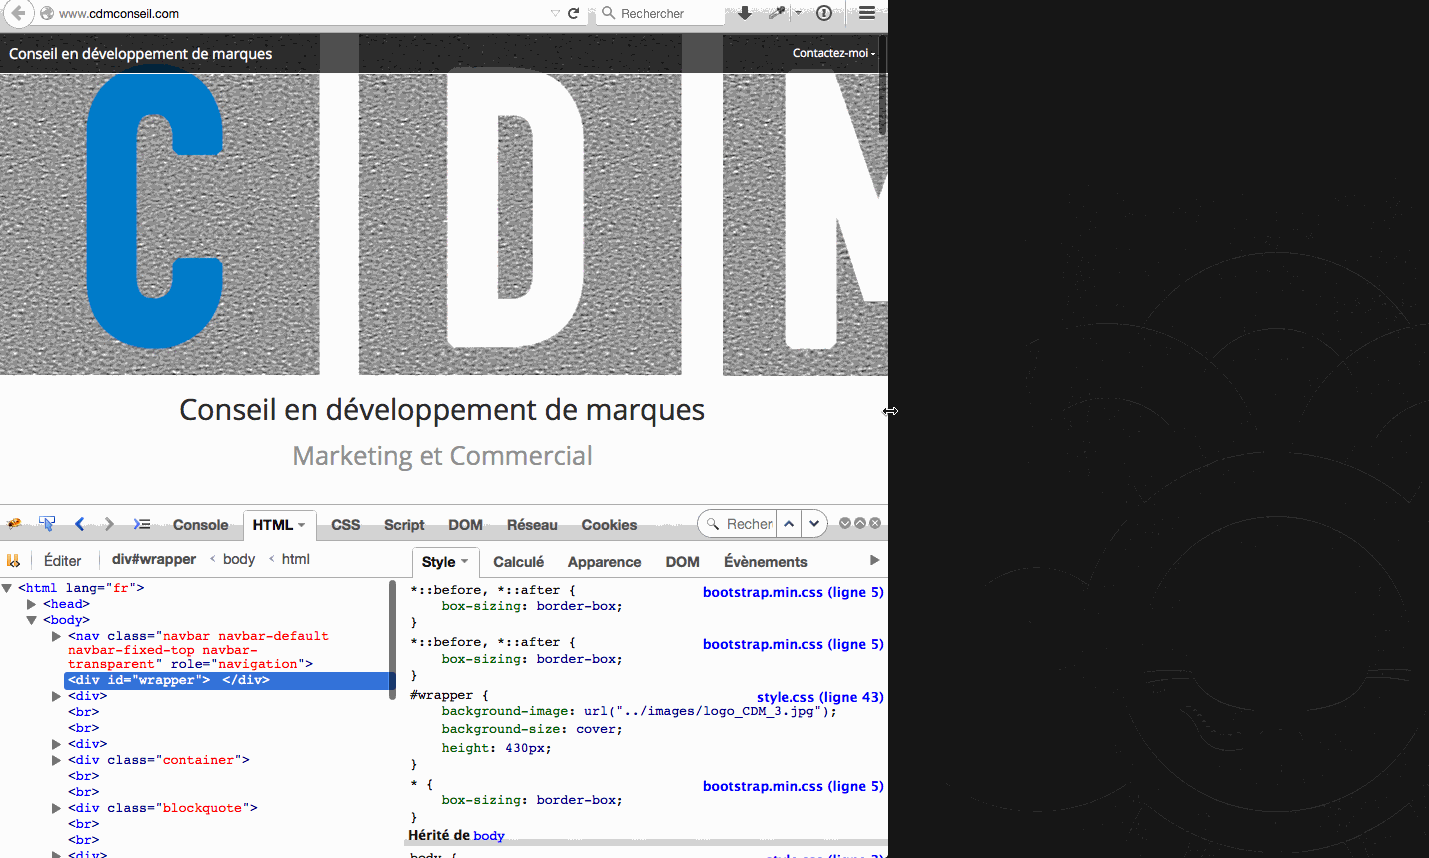 www.cdmconseil.com
Rechercher
Conseil en développement de marques
Contactez-moi
C D M
Conseil en développement de marques
Marketing et Commercial
Console HTML CSS Script DOM Réseau Cookies
Recher
Éditer div#wrapper < body < html
Style Calculé Apparence DOM Évènements
<html lang="fr">
<head>
<body>
<nav class="navbar navbar-default
navbar-fixed-top navbar-
transparent" role="navigation">
<div id="wrapper"> </div>
<div>
<br>
<br>
<div>
<div class="container">
<br>
<br>
<div class="blockquote">
<br>
<br>
<div>
*::before, *::after { bootstrap.min.css (ligne 5)
box-sizing: border-box;
}
*::before, *::after { bootstrap.min.css (ligne 5)
box-sizing: border-box;
}
#wrapper { style.css (ligne 43)
background-image: url("../images/logo_CDM_3.jpg");
background-size: cover;
height: 430px;
}
* { bootstrap.min.css (ligne 5)
box-sizing: border-box;
}
Hérité de body
body {